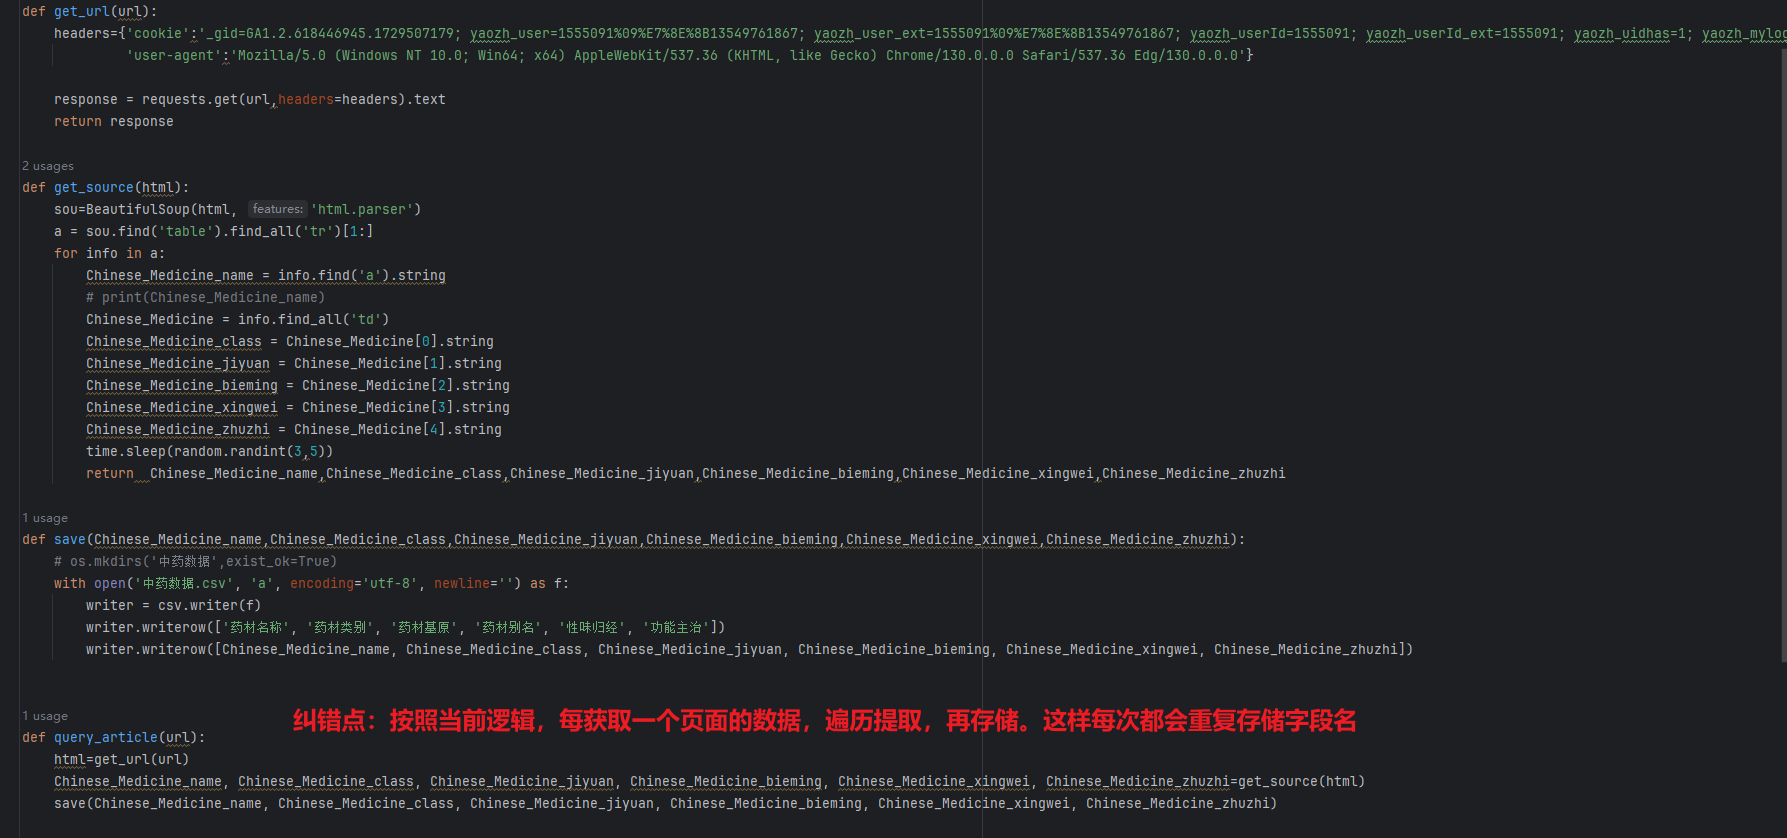 def get_url(url):
headers={'cookie':'_gid=GA1.2.618446945.1729507179; yaozh_user=1555091%09%E7%8E%8B13549761867; yaozh_user_ext=1555091%09%E7%8E%8B13549761867; yaozh_userId=1555091; yaozh_userId_ext=1555091; yaozh_uidhas=1; yaozh_mylog
'user-agent':'Mozilla/5.0 (Windows NT 10.0; Win64; x64) AppleWebKit/537.36 (KHTML, like Gecko) Chrome/130.0.0.0 Safari/537.36 Edg/130.0.0.0'}
response = requests.get(url,headers=headers).text
return response
2 usages
def get_source(html):
sou=BeautifulSoup(html, features: 'html.parser')
a = sou.find('table').find_all('tr')[1:]
for info in a:
Chinese_Medicine_name = info.find('a').string
# print(Chinese_Medicine_name)
Chinese_Medicine = info.find_all('td')
Chinese_Medicine_class = Chinese_Medicine[0].string
Chinese_Medicine_jiyuan = Chinese_Medicine[1].string
Chinese_Medicine_bieming = Chinese_Medicine[2].string
Chinese_Medicine_xingwei = Chinese_Medicine[3].string
Chinese_Medicine_zhuzhi = Chinese_Medicine[4].string
time.sleep(random.randint(3,5))
return  Chinese_Medicine_name,Chinese_Medicine_class,Chinese_Medicine_jiyuan,Chinese_Medicine_bieming,Chinese_Medicine_xingwei,Chinese_Medicine_zhuzhi
1 usage
def save(Chinese_Medicine_name,Chinese_Medicine_class,Chinese_Medicine_jiyuan,Chinese_Medicine_bieming,Chinese_Medicine_xingwei,Chinese_Medicine_zhuzhi):
# os.mkdirs('中药数据',exist_ok=True)
with open('中药数据.csv', 'a', encoding='utf-8', newline='') as f:
writer = csv.writer(f)
writer.writerow(['药材名称', '药材类别', '药材基原', '药材别名', '性味归经', '功能主治'])
writer.writerow([Chinese_Medicine_name, Chinese_Medicine_class, Chinese_Medicine_jiyuan, Chinese_Medicine_bieming, Chinese_Medicine_xingwei, Chinese_Medicine_zhuzhi])
1 usage
纠错点：按照当前逻辑，每获取一个页面的数据，遍历提取，再存储。这样每次都会重复存储字段名
def query_article(url):
html=get_url(url)
Chinese_Medicine_name, Chinese_Medicine_class, Chinese_Medicine_jiyuan, Chinese_Medicine_bieming, Chinese_Medicine_xingwei, Chinese_Medicine_zhuzhi=get_source(html)
save(Chinese_Medicine_name, Chinese_Medicine_class, Chinese_Medicine_jiyuan, Chinese_Medicine_bieming, Chinese_Medicine_xingwei, Chinese_Medicine_zhuzhi)